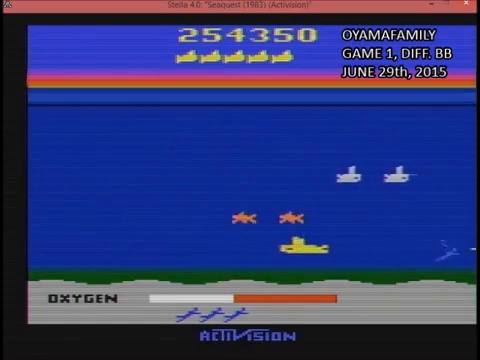 Stella 4.0: "Seaquest (1983) (Activision)"
254350
OYAMAFAMILY
GAME 1, DIFF. BB
JUNE 29th, 2015
OXYGEN
ACTIVISION